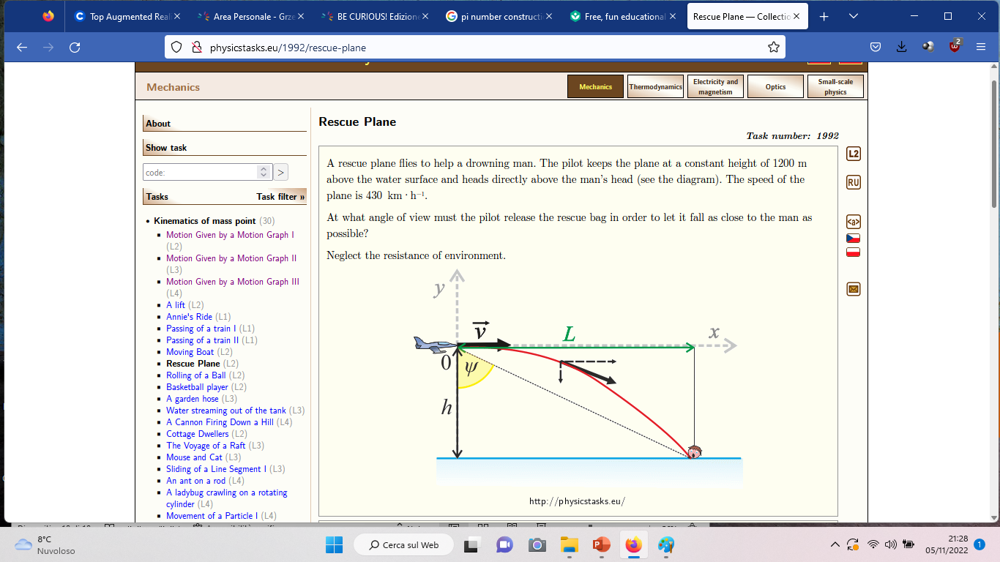 Top Augmented Reali
Area Personale - Grze
BE CURIOUS! Edizione
pi number constructi
Free, fun educational
Rescue Plane — Collectio
physicstasks.eu/1992/rescue-plane
2
Mechanics
Mechanics
Thermodynamics
Electricity and
magnetism
Optics
Small-scale
physics
About
Show task
code:
>
Tasks
Task filter »
Kinematics of mass point (30)
Motion Given by a Motion Graph I
(L2)
Motion Given by a Motion Graph II
(L3)
Motion Given by a Motion Graph III
(L4)
A lift (L2)
Annie's Ride (L1)
Passing of a train I (L1)
Passing of a train II (L1)
Moving Boat (L2)
Rescue Plane (L2)
Rolling of a Ball (L2)
Basketball player (L2)
A garden hose (L3)
Water streaming out of the tank (L3)
A Cannon Firing Down a Hill (L4)
Cottage Dwellers (L2)
The Voyage of a Raft (L3)
Mouse and Cat (L3)
Sliding of a Line Segment I (L3)
An ant on a rod (L4)
A ladybug crawling on a rotating
cylinder (L4)
Movement of a Particle I (L4)
Rescue Plane
Task number: 1992
A rescue plane flies to help a drowning man. The pilot keeps the plane at a constant height of 1200 m
above the water surface and heads directly above the man's head (see the diagram). The speed of the
plane is 430 km · h⁻¹.
At what angle of view must the pilot release the rescue bag in order to let it fall as close to the man as
possible?
Neglect the resistance of environment.
y
v
L
x
0
ψ
h
http://physicstasks.eu/
L2
RU
<a>
8°C
Nuvoloso
Cerca sul Web
21:28
05/11/2022
1